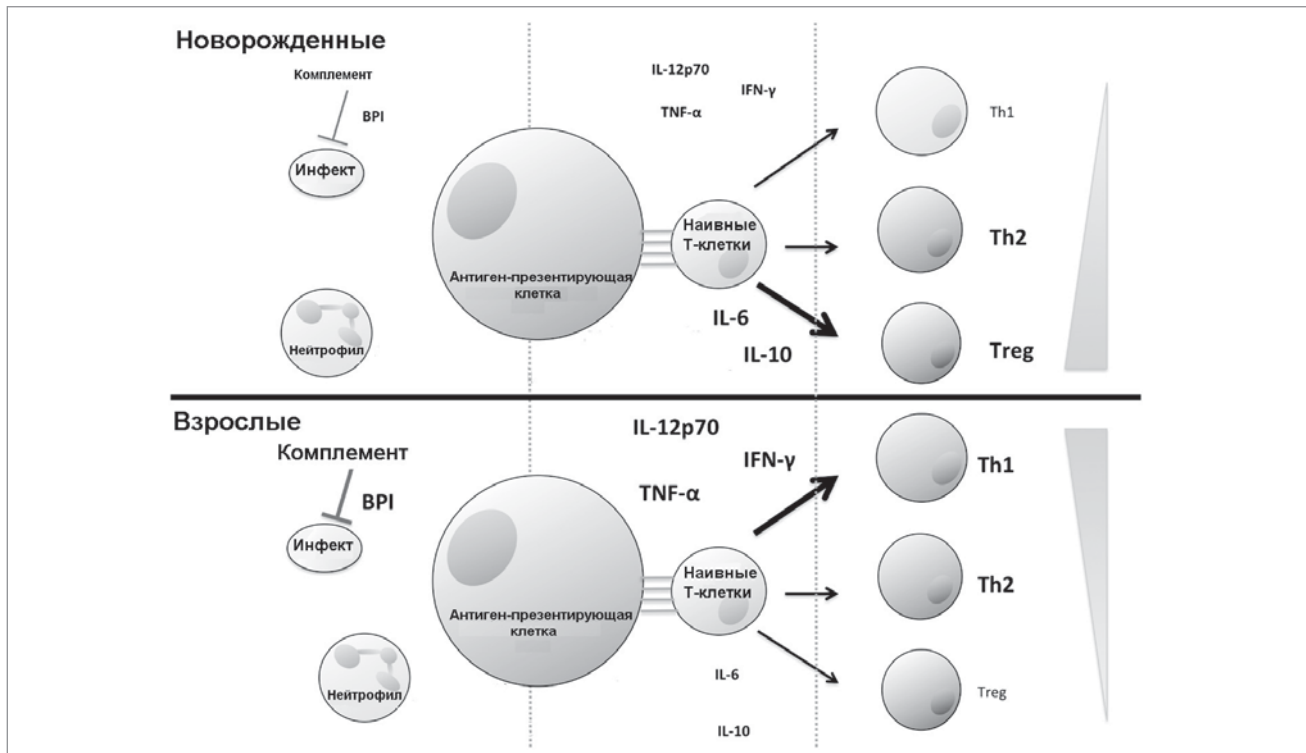 Новорожденные
Комплемент
BPI
Инфект
Нейтрофил
Антиген-презентирующая
клетка
IL-12p70
IFN-γ
TNF-α
Наивные
Т-клетки
IL-6
IL-10
Th1
Th2
Treg
Взрослые
Комплемент
BPI
Инфект
Нейтрофил
Антиген-презентирующая
клетка
IL-12p70
IFN-γ
TNF-α
Наивные
Т-клетки
IL-6
IL-10
Th1
Th2
Treg